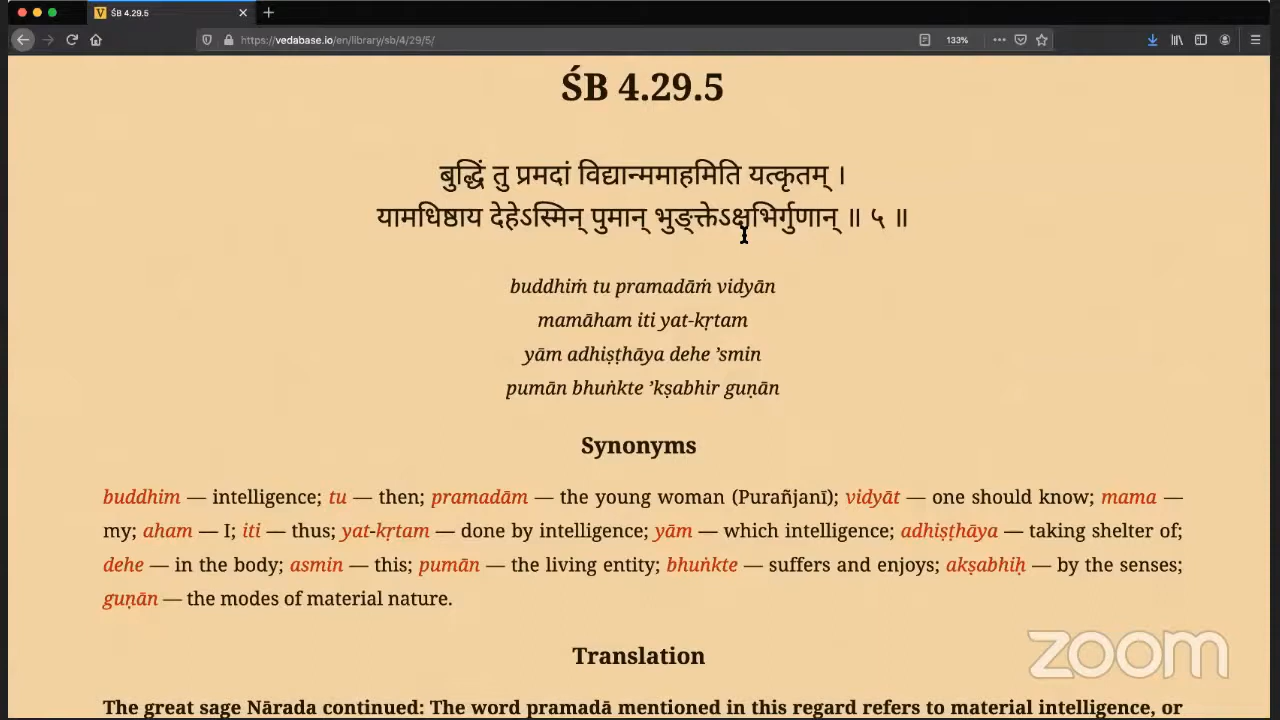 ŚB 4.29.5
https://vedabase.io/en/library/sb/4/29/5/
133%
ŚB 4.29.5
बुद्धिं तु प्रमदां विद्यान्ममाहमिति यत्कृतम् ।
यामधिष्ठाय देहेऽस्मिन् पुमान् भुङ्क्तेऽक्षभिर्गुणान् ॥ ५ ॥
buddhiṁ tu pramadāṁ vidyān
mamāham iti yat-kṛtam
yām adhiṣṭhāya dehe ’smin
pumān bhuṅkte ’kṣabhir guṇān
Synonyms
buddhim — intelligence; tu — then; pramadām — the young woman (Purañjanī); vidyāt — one should know; mama —
my; aham — I; iti — thus; yat-kṛtam — done by intelligence; yām — which intelligence; adhiṣṭhāya — taking shelter of;
dehe — in the body; asmin — this; pumān — the living entity; bhuṅkte — suffers and enjoys; akṣabhiḥ — by the senses;
guṇān — the modes of material nature.
zoom
Translation
The great sage Nārada continued: The word pramadā mentioned in this regard refers to material intelligence, or